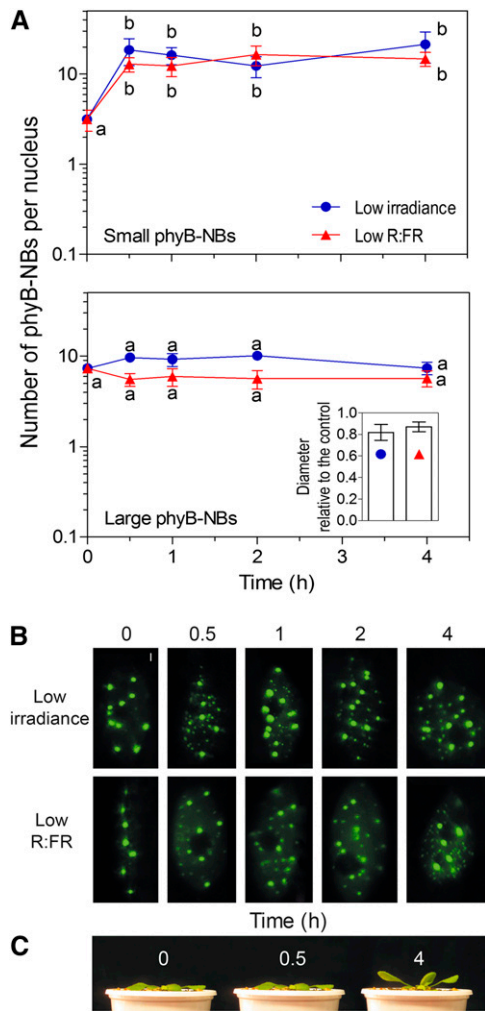 A
Number of phyB-NBs per nucleus
10
1
0.1
b
b
b
b
a
b
b
b
b
Low irradiance
Low R:FR
Small phyB-NBs
10
1
0.1
a
a
a
a
a
a
a
a
a
Large phyB-NBs
Diameter
relative to the control
1.0
0.8
0.6
0.4
0.2
0.0
0
1
2
3
4
Time (h)
B
0
0.5
1
2
4
Low
irradiance
Low
R:FR
Time (h)
C
0
0.5
4